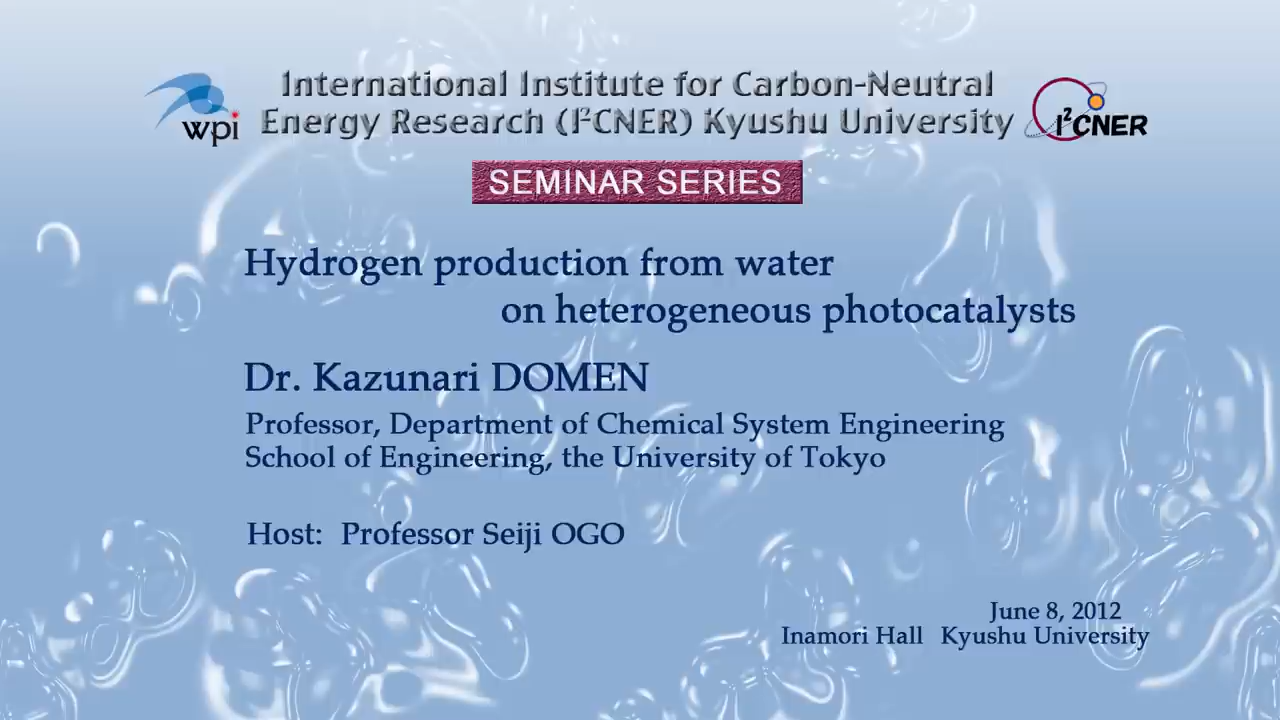 International Institute for Carbon-Neutral
Energy Research (I²CNER) Kyushu University
wpi
I²CNER
SEMINAR SERIES
Hydrogen production from water
on heterogeneous photocatalysts
Dr. Kazunari DOMEN
Professor, Department of Chemical System Engineering
School of Engineering, the University of Tokyo
Host: Professor Seiji OGO
June 8, 2012
Inamori Hall Kyushu University